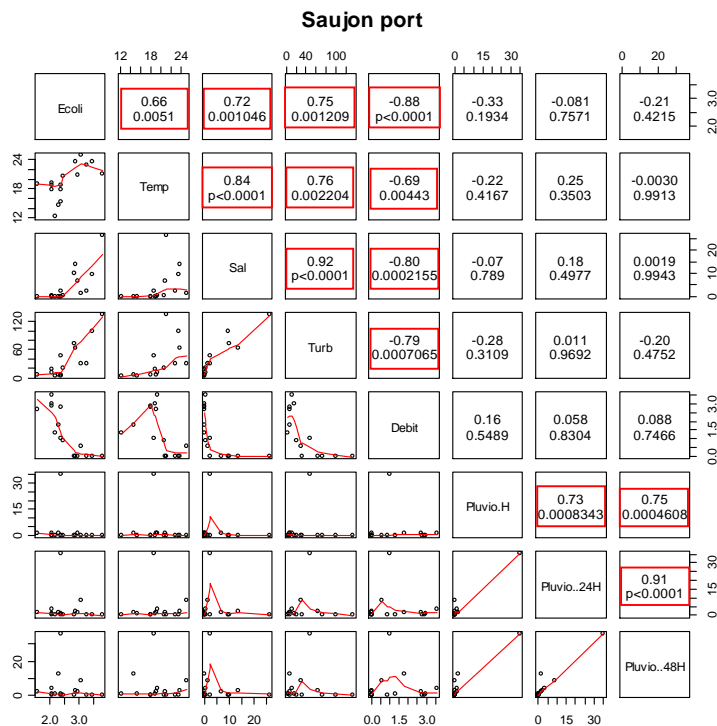 Saujon port
12 18 24 0 40 100 0 15 30 0 20
Ecoli 0.66 0.72 0.75 -0.88 -0.33 -0.081 -0.21
0.0051 0.001046 0.001209 p<0.0001 0.1934 0.7571 0.4215
2.0 3.0
12 18 24
Temp 0.84 0.76 -0.69 -0.22 0.25 -0.0030
p<0.0001 0.002204 0.00443 0.4167 0.3503 0.9913
Sal 0.92 -0.80 -0.07 0.18 0.0019
p<0.0001 0.0002155 0.789 0.4977 0.9943
0 10 20
0 60 120
Turb -0.79 -0.28 0.011 -0.20
0.0007065 0.3109 0.9692 0.4752
Debit 0.16 0.058 0.088
0.5489 0.8304 0.7466
0.0 1.5 3.0
0 15 30
Pluvio.H 0.73 0.75
0.0008343 0.0004608
Pluvio..24H 0.91
p<0.0001
0 15 30
0 20
Pluvio..48H
2.0 3.0 0 10 20 0.0 1.5 3.0 0 15 30